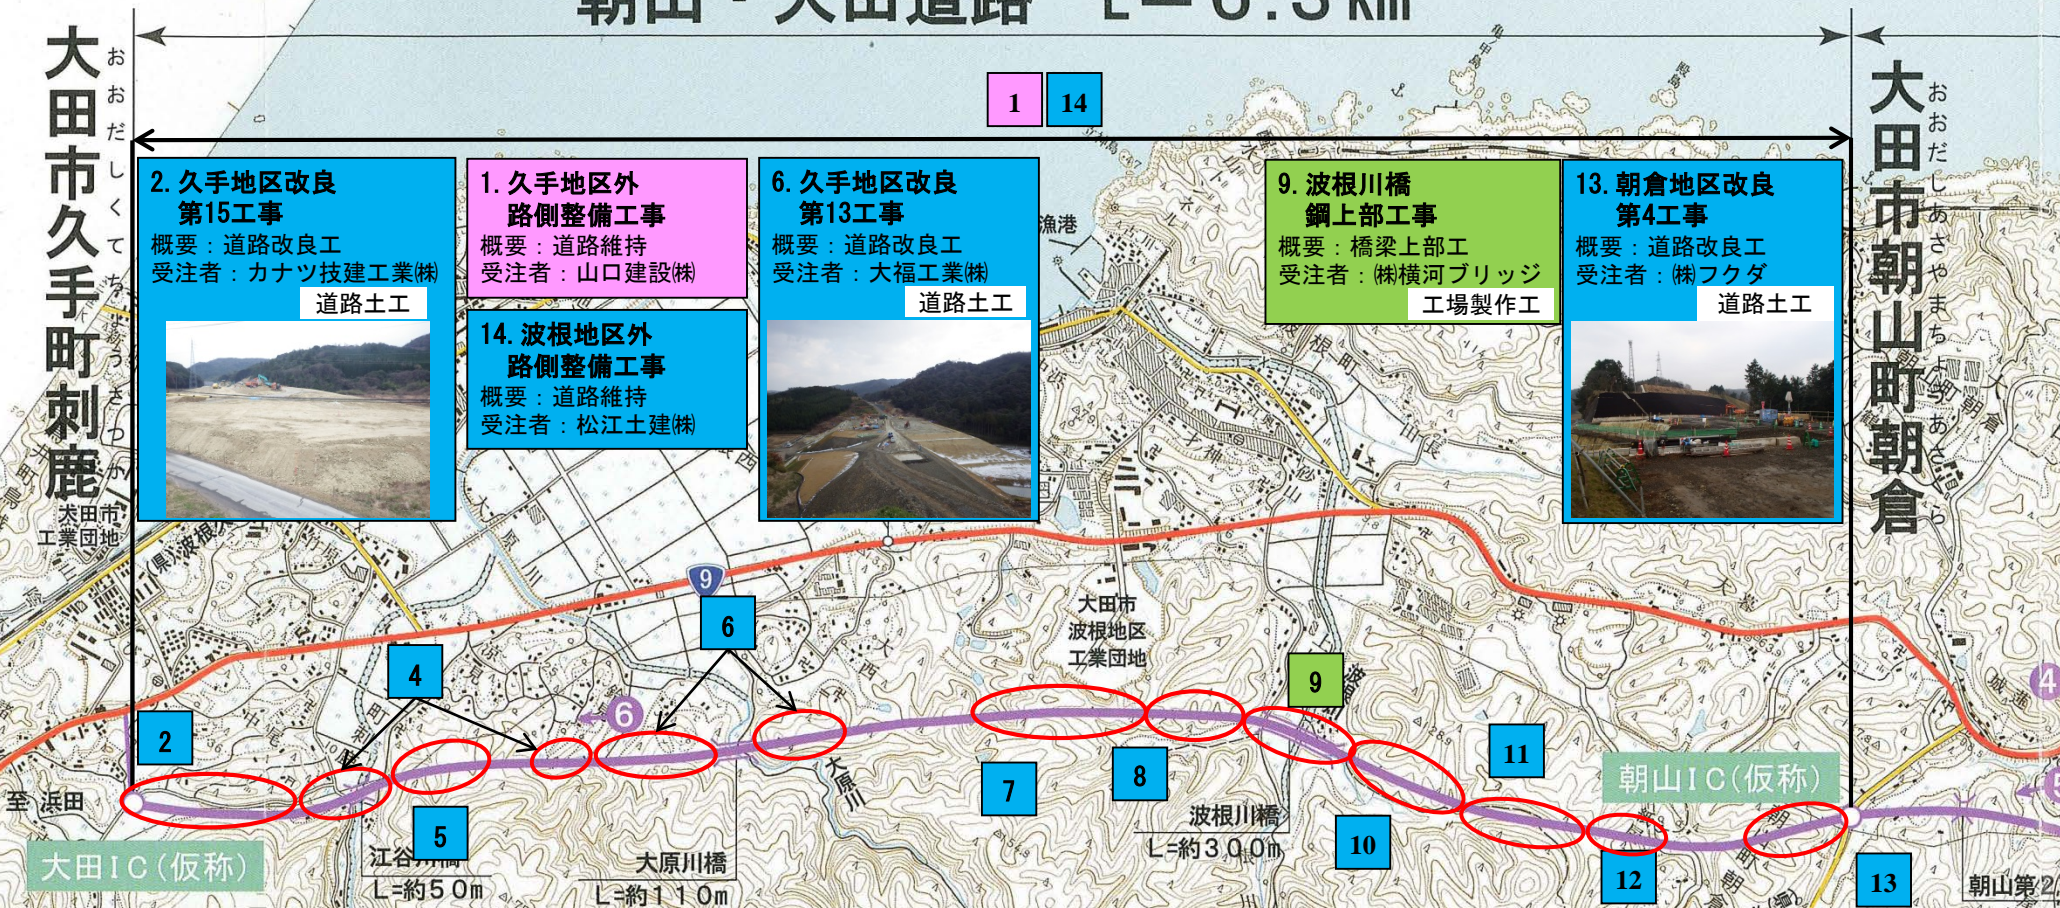 朝山・大田道路 L=6.3km
大田市久手町刺鹿
おおだしくてちょうさつか
大田市朝山町朝倉
おおだしあさやまちょうあさくら
1
14
2. 久手地区改良
第15工事
概要：道路改良工
受注者：カナツ技建工業㈱
道路土工
1. 久手地区外
路側整備工事
概要：道路維持
受注者：山口建設㈱
14. 波根地区外
路側整備工事
概要：道路維持
受注者：松江土建㈱
6. 久手地区改良
第13工事
概要：道路改良工
受注者：大福工業㈱
道路土工
9. 波根川橋
鋼上部工事
概要：橋梁上部工
受注者：㈱横河ブリッジ
工場製作工
13. 朝倉地区改良
第4工事
概要：道路改良工
受注者：㈱フクダ
道路土工
漁港
大田市
工業団地
9
大田市
波根地区
工業団地
6
4
9
6
4
2
7
8
11
5
10
12
13
至 浜田
大田IC(仮称)
朝山IC(仮称)
江谷川橋
L=約50m
大原川橋
L=約110m
大原川
波根川橋
L=約300m
朝山第2